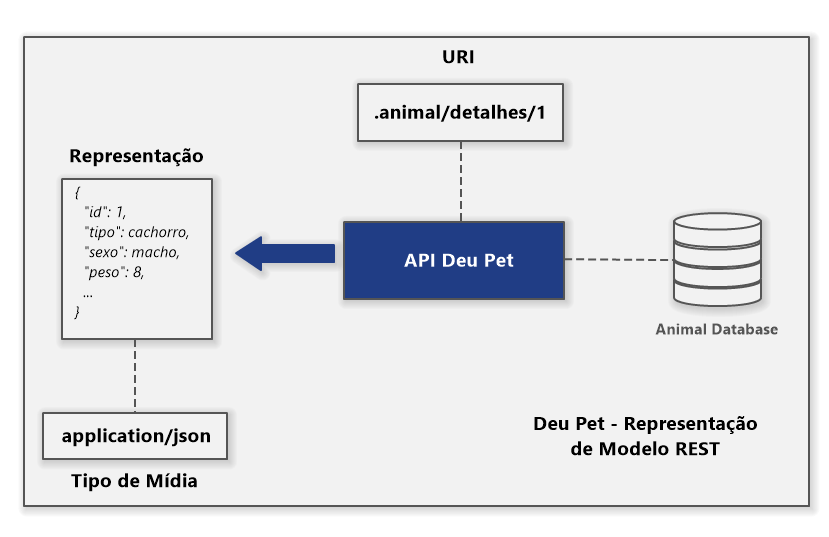 URI
.animal/detalhes/1
Representação
{
"id": 1,
"tipo": cachorro,
"sexo": macho,
"peso": 8,
...
}
API Deu Pet
Animal Database
application/json
Tipo de Mídia
Deu Pet - Representação
de Modelo REST